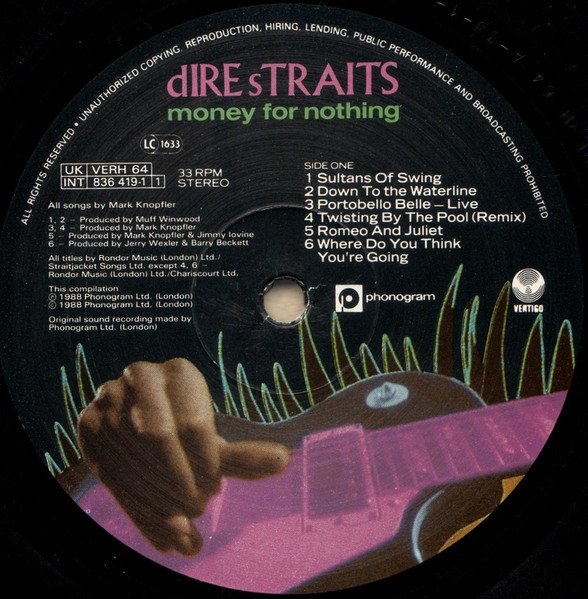 ALL RIGHTS RESERVED • UNAUTHORIZED COPYING, REPRODUCTION, HIRING, LENDING, PUBLIC PERFORMANCE AND BROADCASTING PROHIBITED
dIRE sTRAITS
money for nothing
LC 1633
UK VERH 64
INT 836 419-1 1
33 RPM
STEREO
All songs by Mark Knopfler
1, 2 – Produced by Muff Winwood
3, 4 – Produced by Mark Knopfler
5 – Produced by Mark Knopfler & Jimmy Iovine
6 – Produced by Jerry Wexler & Barry Beckett
All titles by Rondor Music (London) Ltd./
Straitjacket Songs Ltd. except 4, 6 –
Rondor Music (London) Ltd./Chariscourt Ltd.
This compilation
℗ 1988 Phonogram Ltd. (London)
© 1988 Phonogram Ltd. (London)
Original sound recording made by
Phonogram Ltd. (London)
SIDE ONE
1 Sultans Of Swing
2 Down To the Waterline
3 Portobello Belle – Live
4 Twisting By The Pool (Remix)
5 Romeo And Juliet
6 Where Do You Think
You're Going
phonogram
VERTIGO